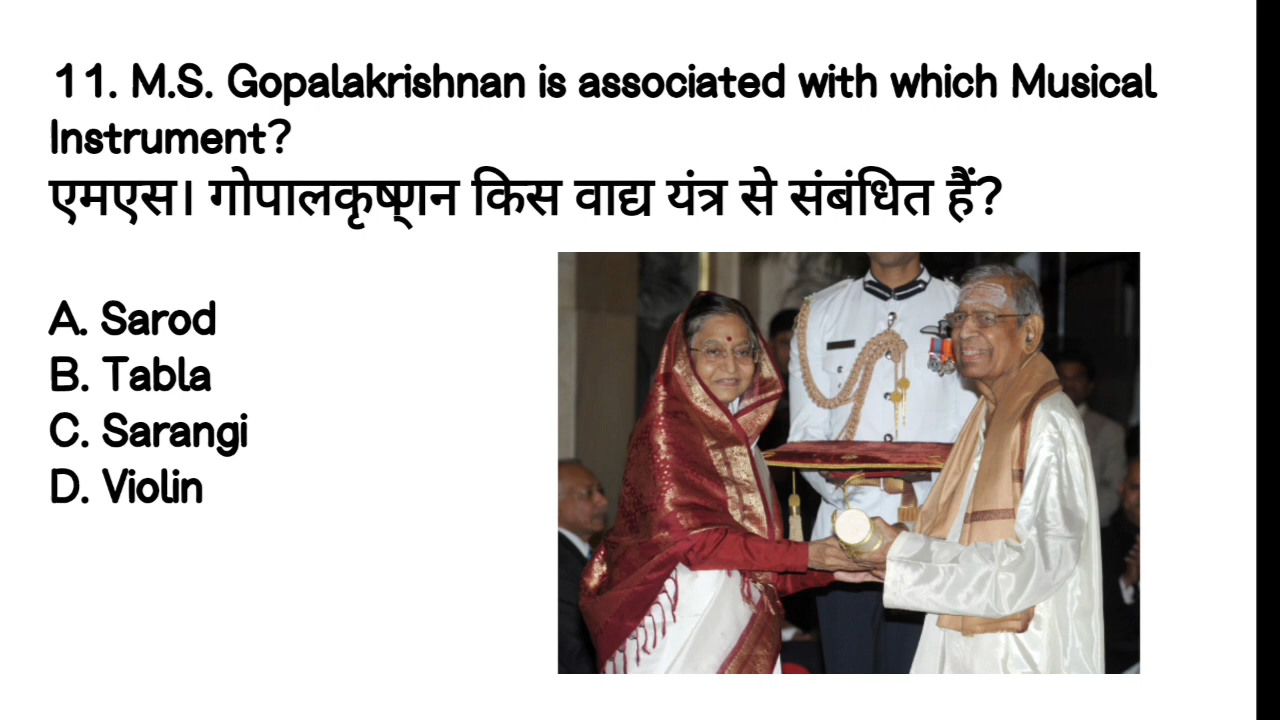 11. M.S. Gopalakrishnan is associated with which Musical
Instrument?
एमएस। गोपालकृष्णन किस वाद्य यंत्र से संबंधित हैं?
A. Sarod
B. Tabla
C. Sarangi
D. Violin